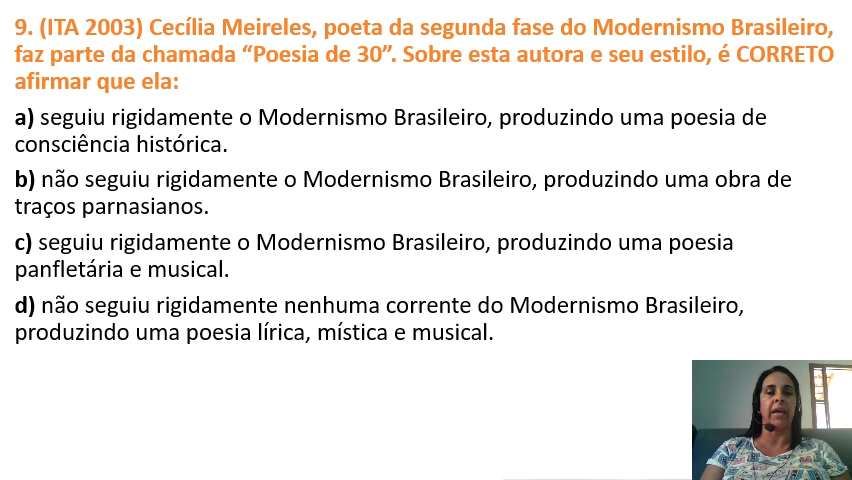 9. (ITA 2003) Cecília Meireles, poeta da segunda fase do Modernismo Brasileiro,
faz parte da chamada “Poesia de 30”. Sobre esta autora e seu estilo, é CORRETO
afirmar que ela:
a) seguiu rigidamente o Modernismo Brasileiro, produzindo uma poesia de
consciência histórica.
b) não seguiu rigidamente o Modernismo Brasileiro, produzindo uma obra de
traços parnasianos.
c) seguiu rigidamente o Modernismo Brasileiro, produzindo uma poesia
panfletária e musical.
d) não seguiu rigidamente nenhuma corrente do Modernismo Brasileiro,
produzindo uma poesia lírica, mística e musical.